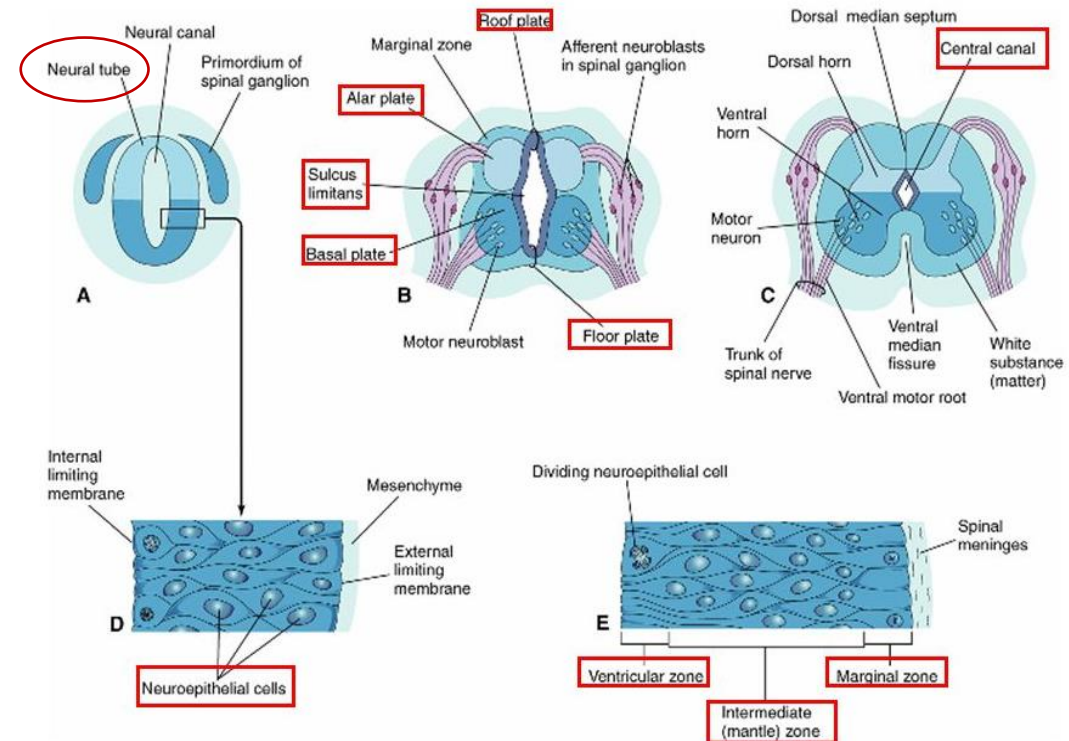 Neural canal
Neural tube
Primordium of
spinal ganglion
A
Roof plate
Marginal zone
Afferent neuroblasts
in spinal ganglion
Alar plate
Sulcus
limitans
Basal plate
B
Motor neuroblast
Floor plate
Dorsal median septum
Central canal
Dorsal horn
Ventral
horn
Motor
neuron
C
Trunk of
spinal nerve
Ventral
median
fissure
White
substance
(matter)
Ventral motor root
Internal
limiting
membrane
Mesenchyme
External
limiting
membrane
D
Neuroepithelial cells
Dividing neuroepithelial cell
Spinal
meninges
E
Ventricular zone
Marginal zone
Intermediate
(mantle) zone